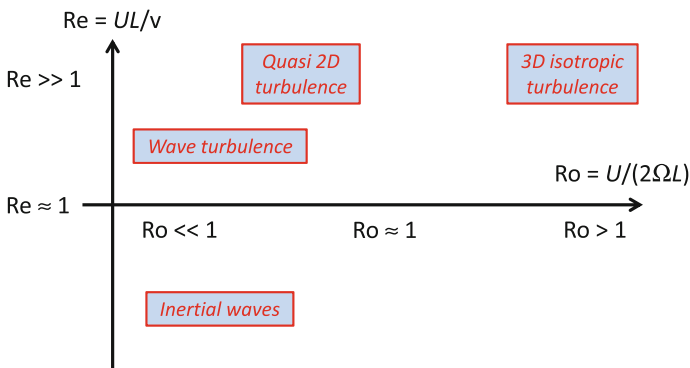 Re = UL/ν
Re >> 1
Quasi 2D
turbulence
3D isotropic
turbulence
Wave turbulence
Ro = U/(2ΩL)
Re ≈ 1
Ro << 1
Ro ≈ 1
Ro > 1
Inertial waves